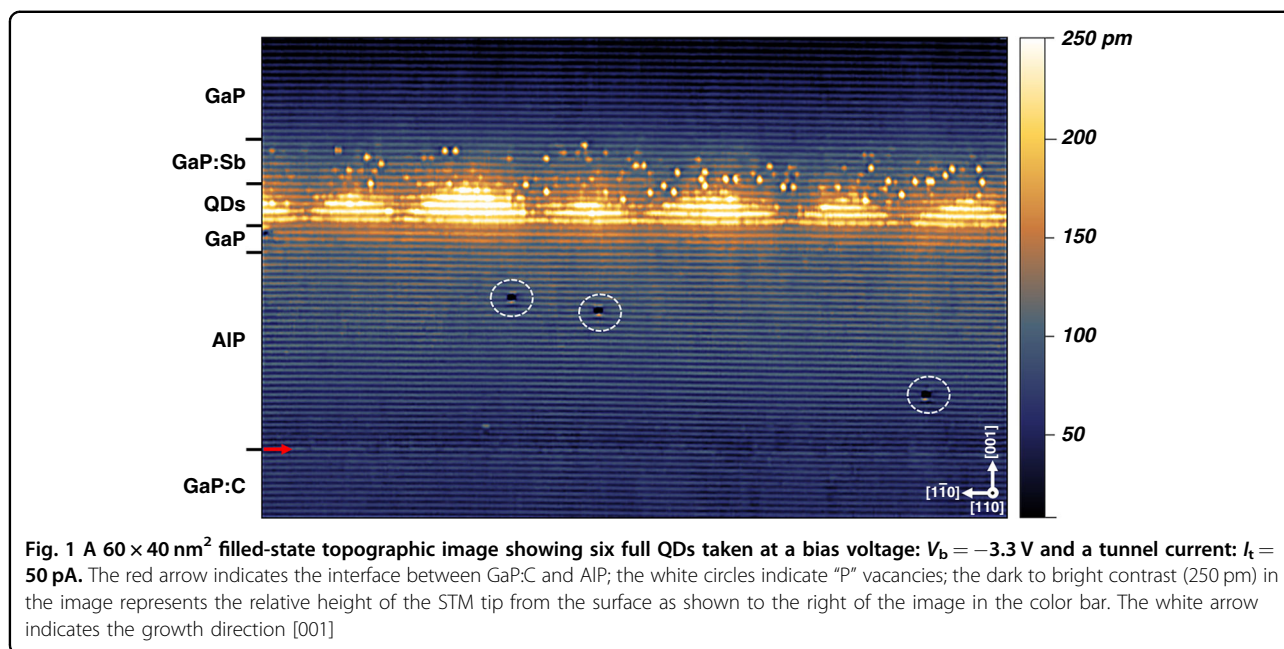 250 pm
GaP
200
GaP:Sb
QDs
GaP
150
AlP
100
50
[001]
GaP:C
[11̅0]
[110]
Fig. 1 A 60 × 40 nm² filled-state topographic image showing six full QDs taken at a bias voltage: Vb = −3.3 V and a tunnel current: It =
50 pA. The red arrow indicates the interface between GaP:C and AlP; the white circles indicate “P” vacancies; the dark to bright contrast (250 pm) in
the image represents the relative height of the STM tip from the surface as shown to the right of the image in the color bar. The white arrow
indicates the growth direction [001]